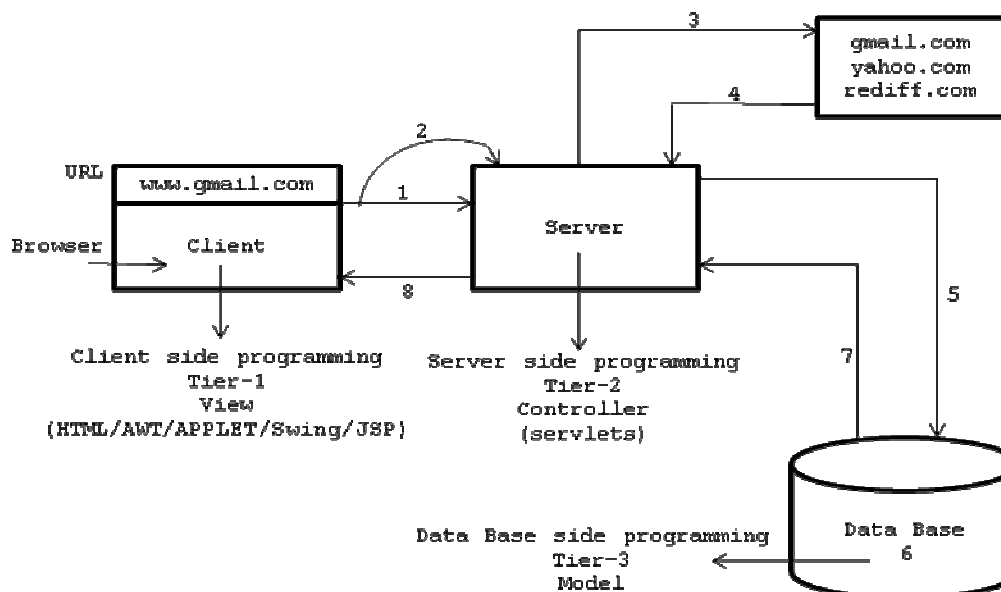 3
gmail.com
yahoo.com
rediff.com
4
2
URL
www.gmail.com
1
Server
Browser
Client
8
5
7
Client side programming
Tier-1
View
(HTML/AWT/APPLET/Swing/JSP)
Server side programming
Tier-2
Controller
(servlets)
Data Base
6
Data Base side programming
Tier-3
Model